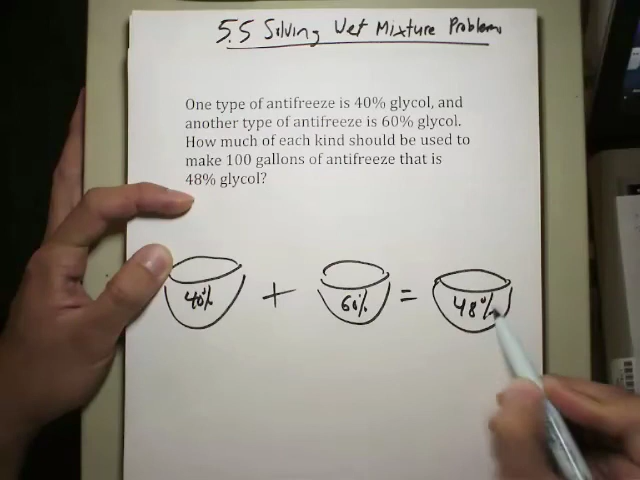 5.5 Solving Wet Mixture Problems
One type of antifreeze is 40% glycol, and
another type of antifreeze is 60% glycol.
How much of each kind should be used to
make 100 gallons of antifreeze that is
48% glycol?
40% + 60% = 48%